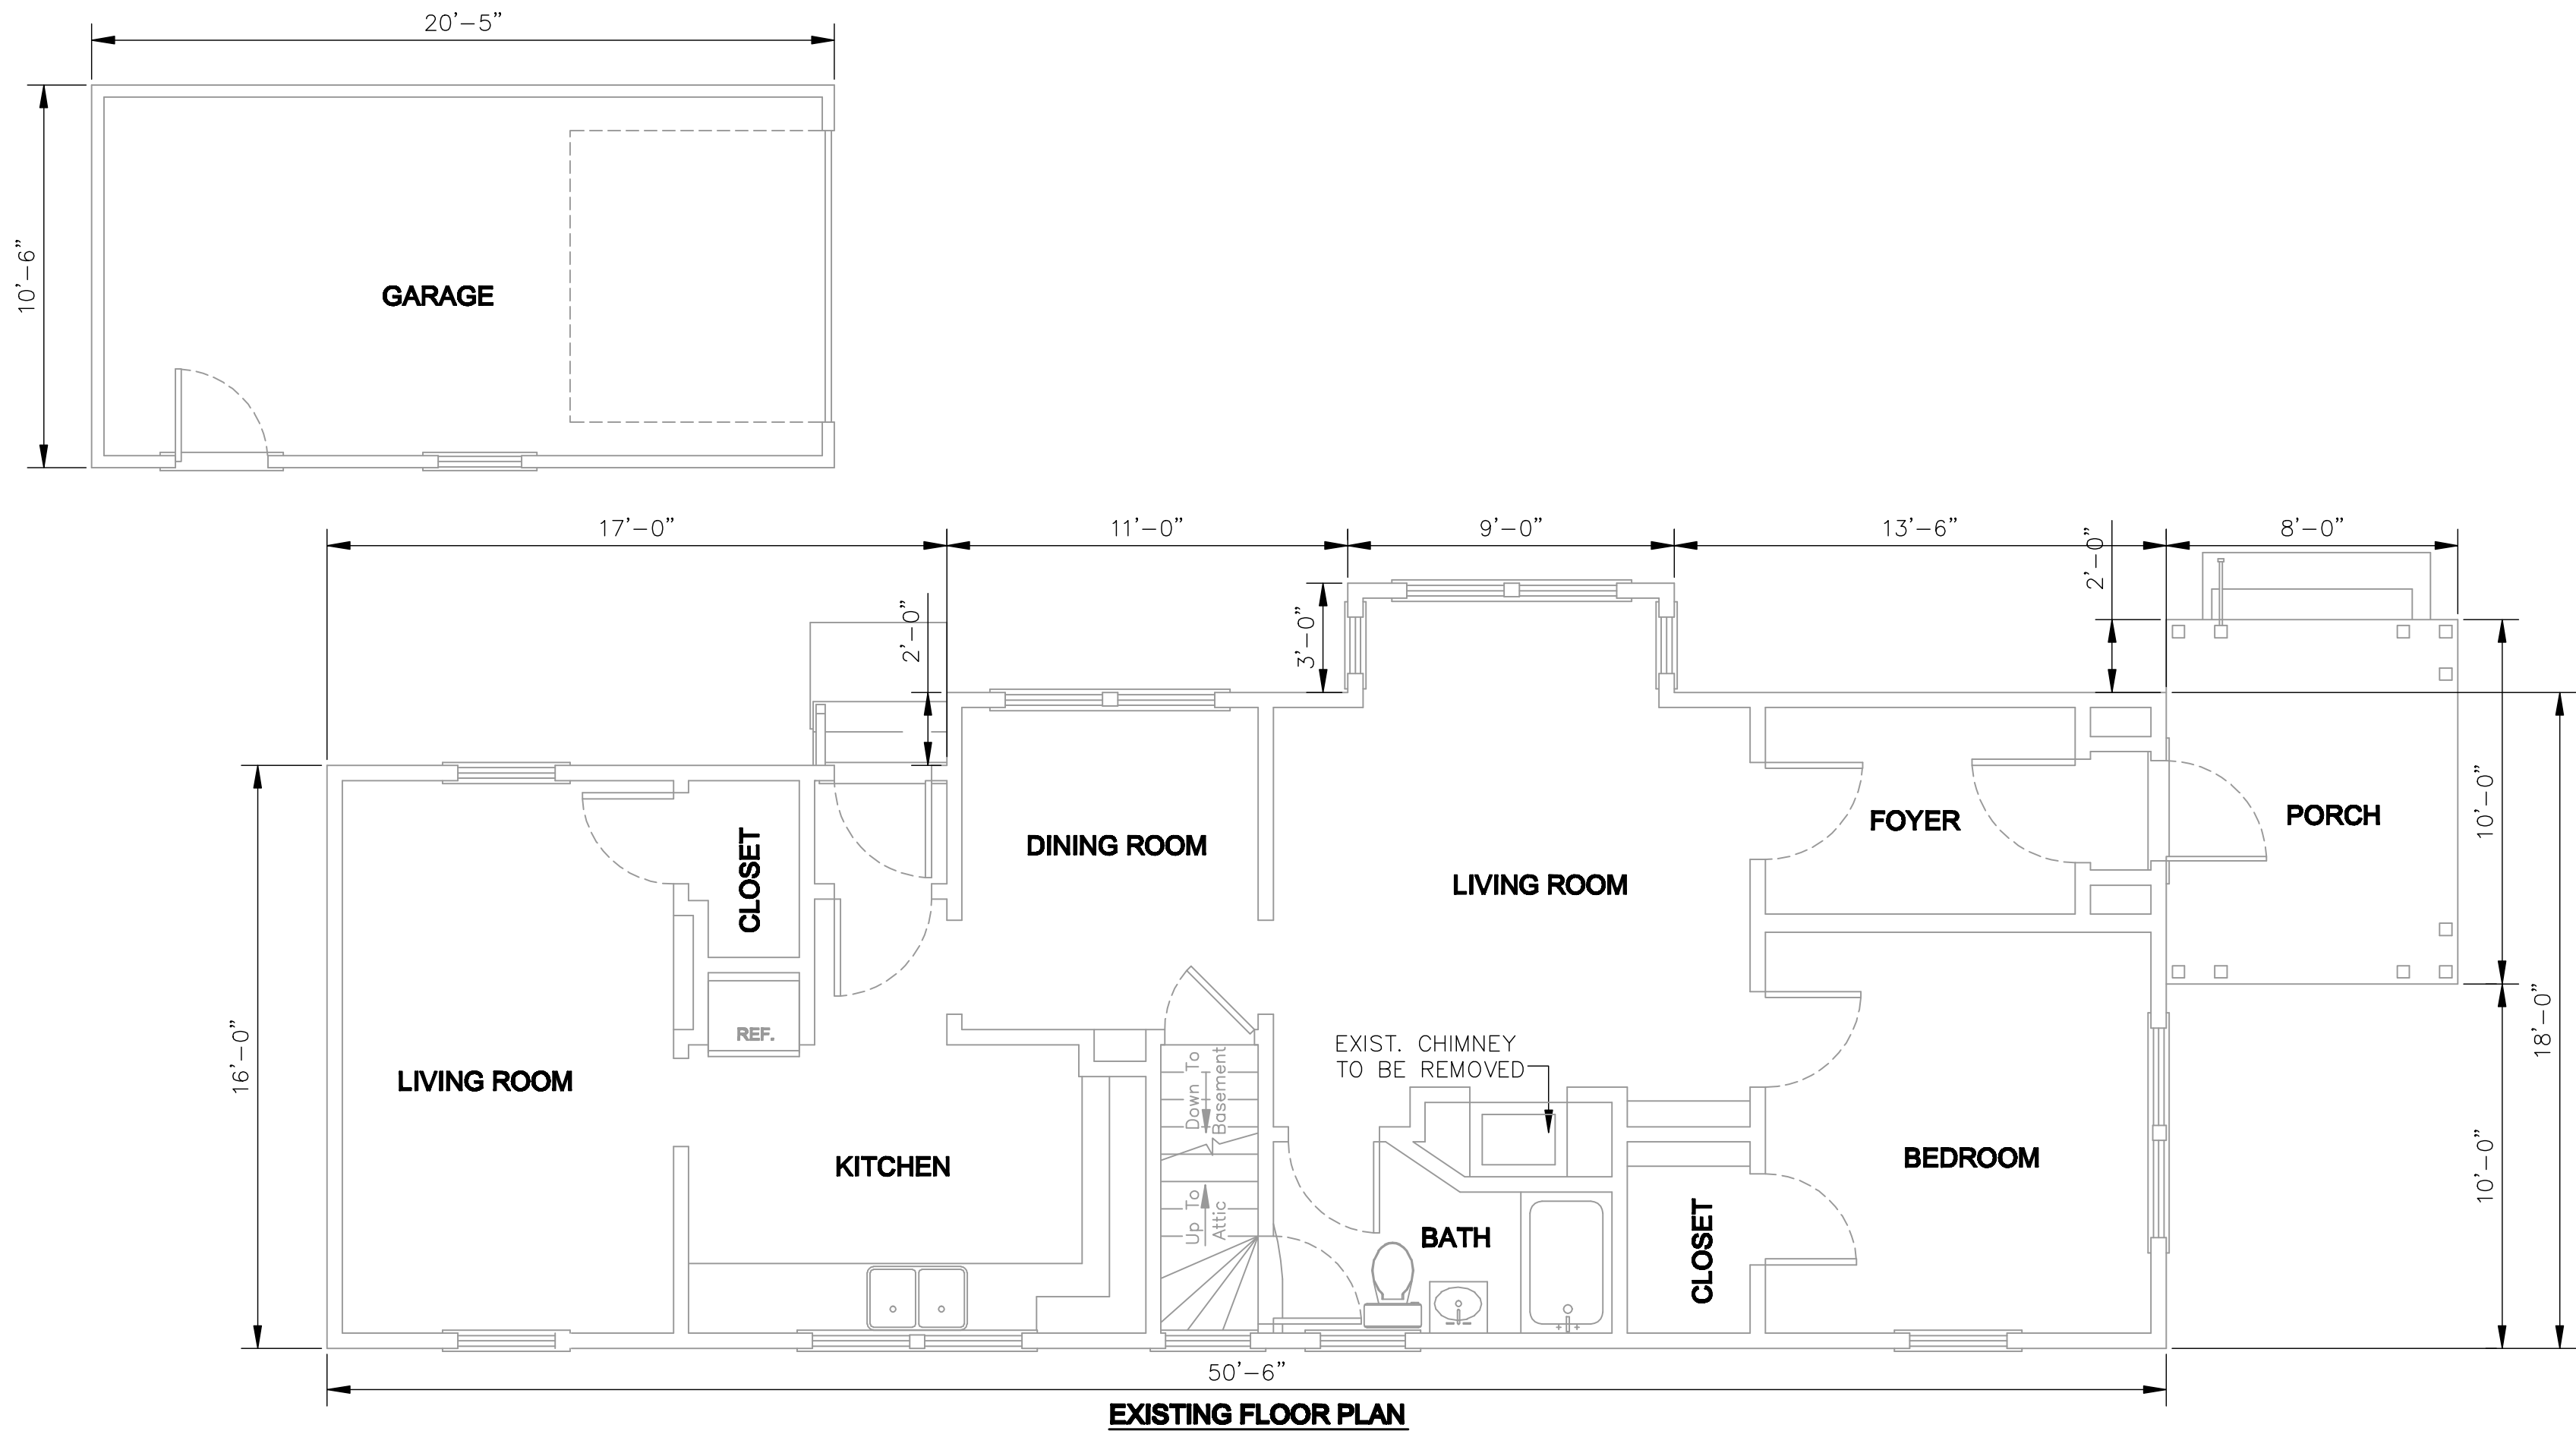 20'-5"
10'-6"
GARAGE
17'-0"
11'-0"
9'-0"
13'-6"
8'-0"
2'-0"
2'-0"
3'-0"
10'-0"
FOYER
PORCH
DINING ROOM
CLOSET
LIVING ROOM
REF.
EXIST. CHIMNEY
TO BE REMOVED
16'-0"
18'-0"
LIVING ROOM
Down To
Basement
KITCHEN
BEDROOM
10'-0"
Up To
Attic
BATH
CLOSET
50'-6"
EXISTING FLOOR PLAN